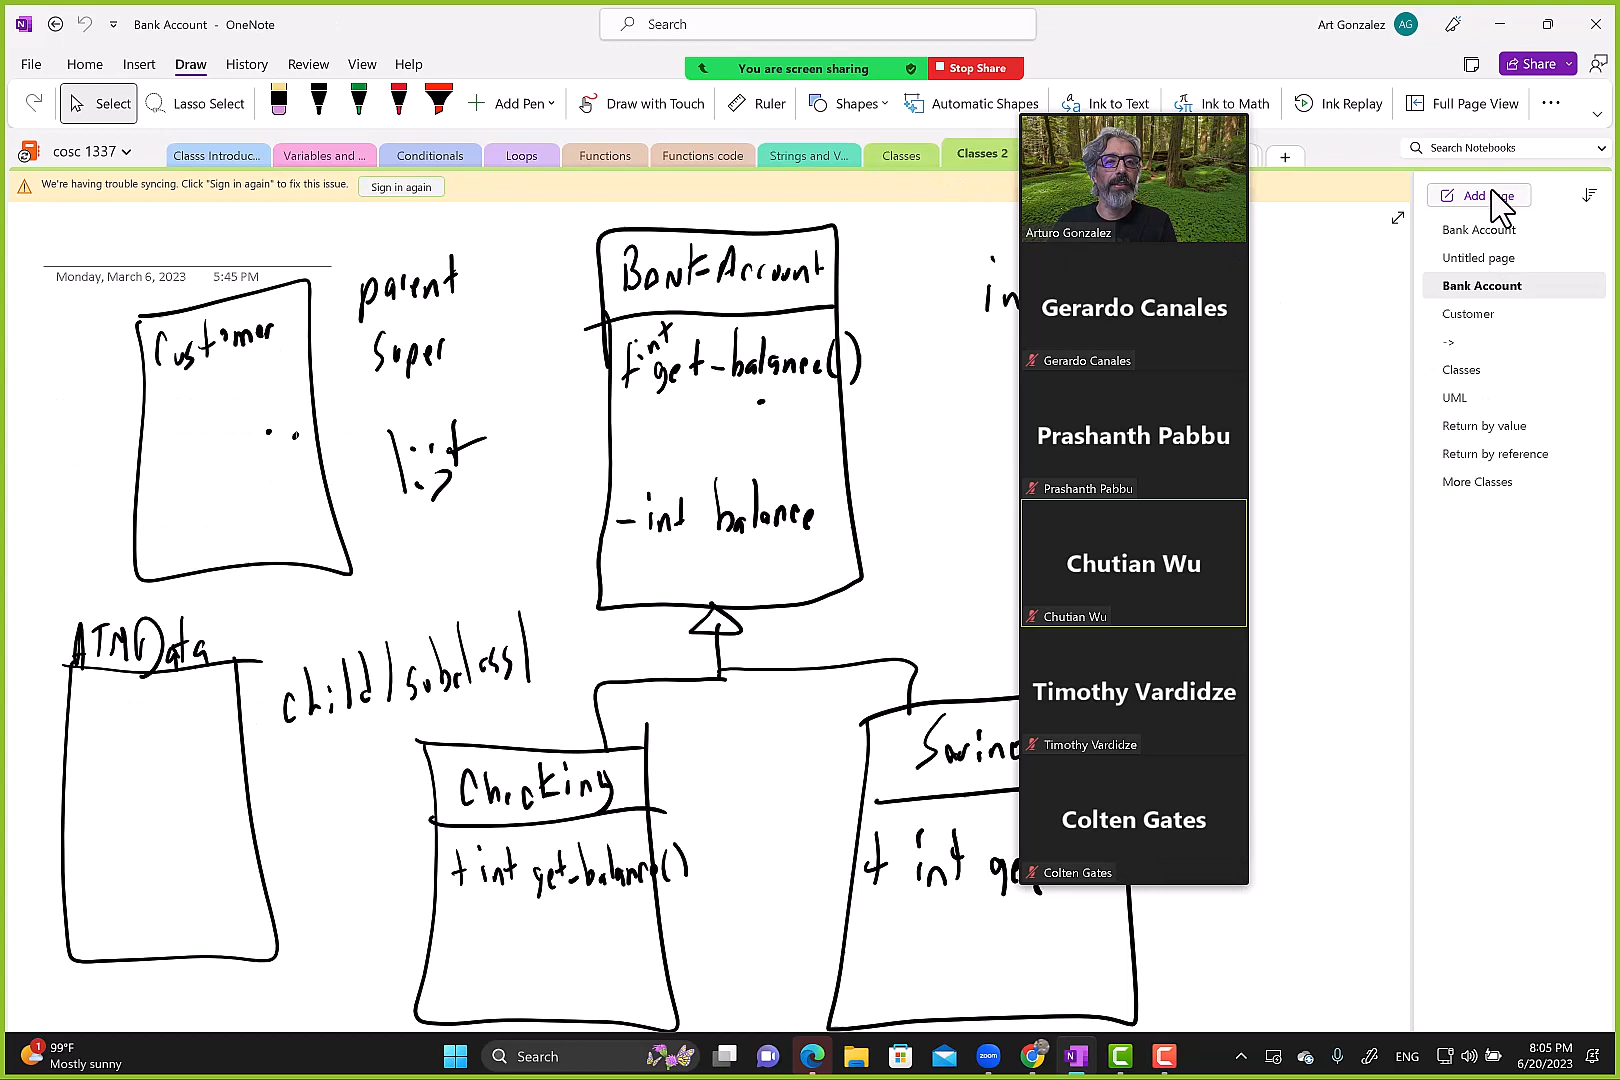 Bank Account - OneNote
Search
Art Gonzalez
AG
File Home Insert Draw History View Help
You are screen sharing
Stop Share
Share
Select
Lasso Select
Add Pen
Draw with Touch
Ruler
Shapes
Automatic Shapes
Ink to Text
Ink to Math
Ink Replay
Full Page View
cosc 1337
Classs Introduc...
Variables and ...
Conditionals
Loops
Functions
Functions code
Strings and V...
Classes
Classes 2
Search Notebooks
We're having trouble syncing. Click "Sign in again" to fix this issue.
Sign in again
Add page
Bank Account
Untitled page
Bank Account
Customer
->
Classes
UML
Return by value
Return by reference
More Classes
Monday, March 6, 2023 5:45 PM
Customer
parent
super
list
BankAccount
+ int get_balance()
- int balance
in
ATMData
child/subclass
Checking
+ int get_balance()
+ int ge
Arturo Gonzalez
Gerardo Canales
Gerardo Canales
Prashanth Pabbu
Prashanth Pabbu
Chutian Wu
Chutian Wu
Timothy Vardidze
Timothy Vardidze
Colten Gates
Colten Gates
1
99°F
Mostly sunny
Search
zoom
ENG
8:05 PM
6/20/2023